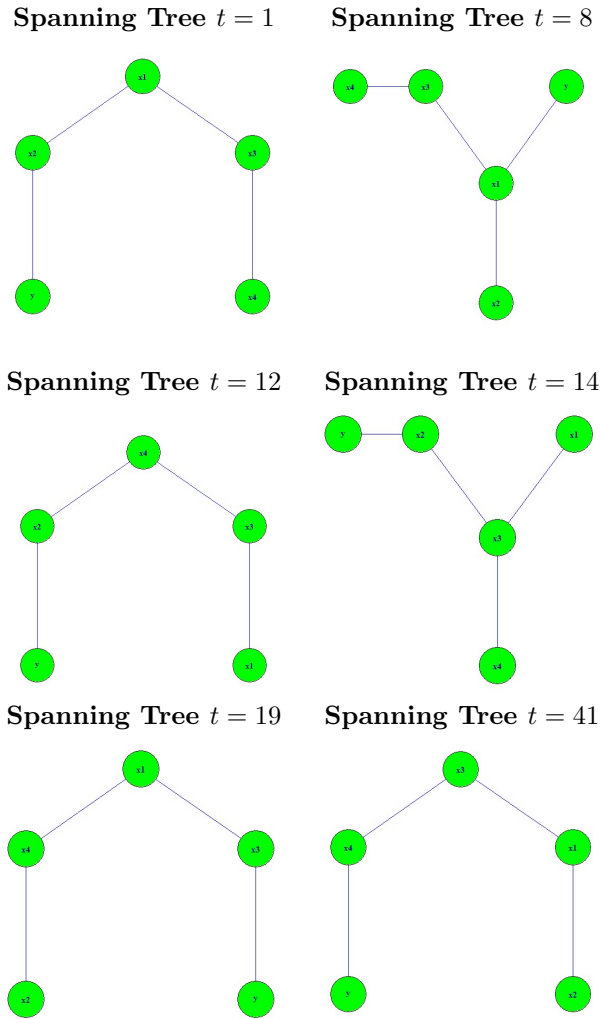 Spanning Tree t = 1
Spanning Tree t = 8
x1
x2
x3
y
x4
x4
x3
y
x1
x2
Spanning Tree t = 12
Spanning Tree t = 14
x4
x2
x3
y
x1
y
x2
x1
x3
x4
Spanning Tree t = 19
Spanning Tree t = 41
x1
x4
x3
x2
y
x3
x4
x1
y
x2